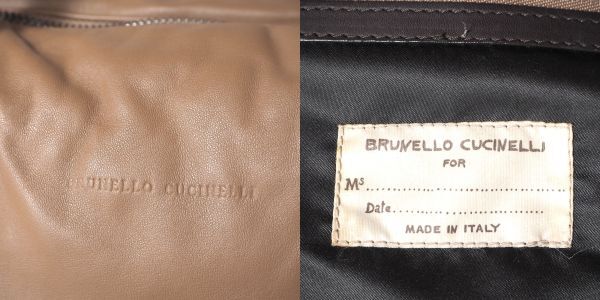 BRUNELLO CUCINELLI
BRUNELLO CUCINELLI
FOR
Ms.
Date
MADE IN ITALY